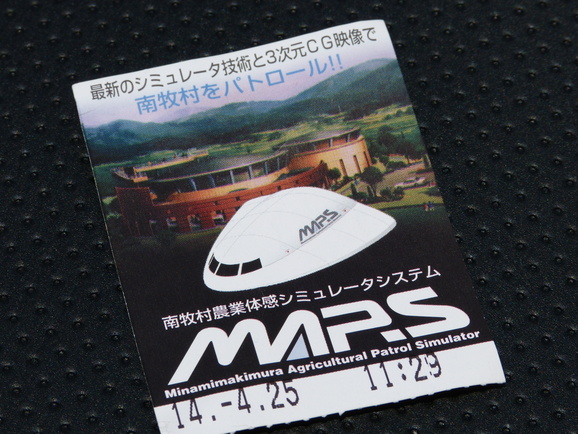 最新のシミュレータ技術と3次元CG映像で
南牧村をパトロール!!
MAPS
南牧村農業体感シミュレータシステム
MAP.S
Minamimakimura Agricultural Patrol Simulator
14.-4.25 11:29